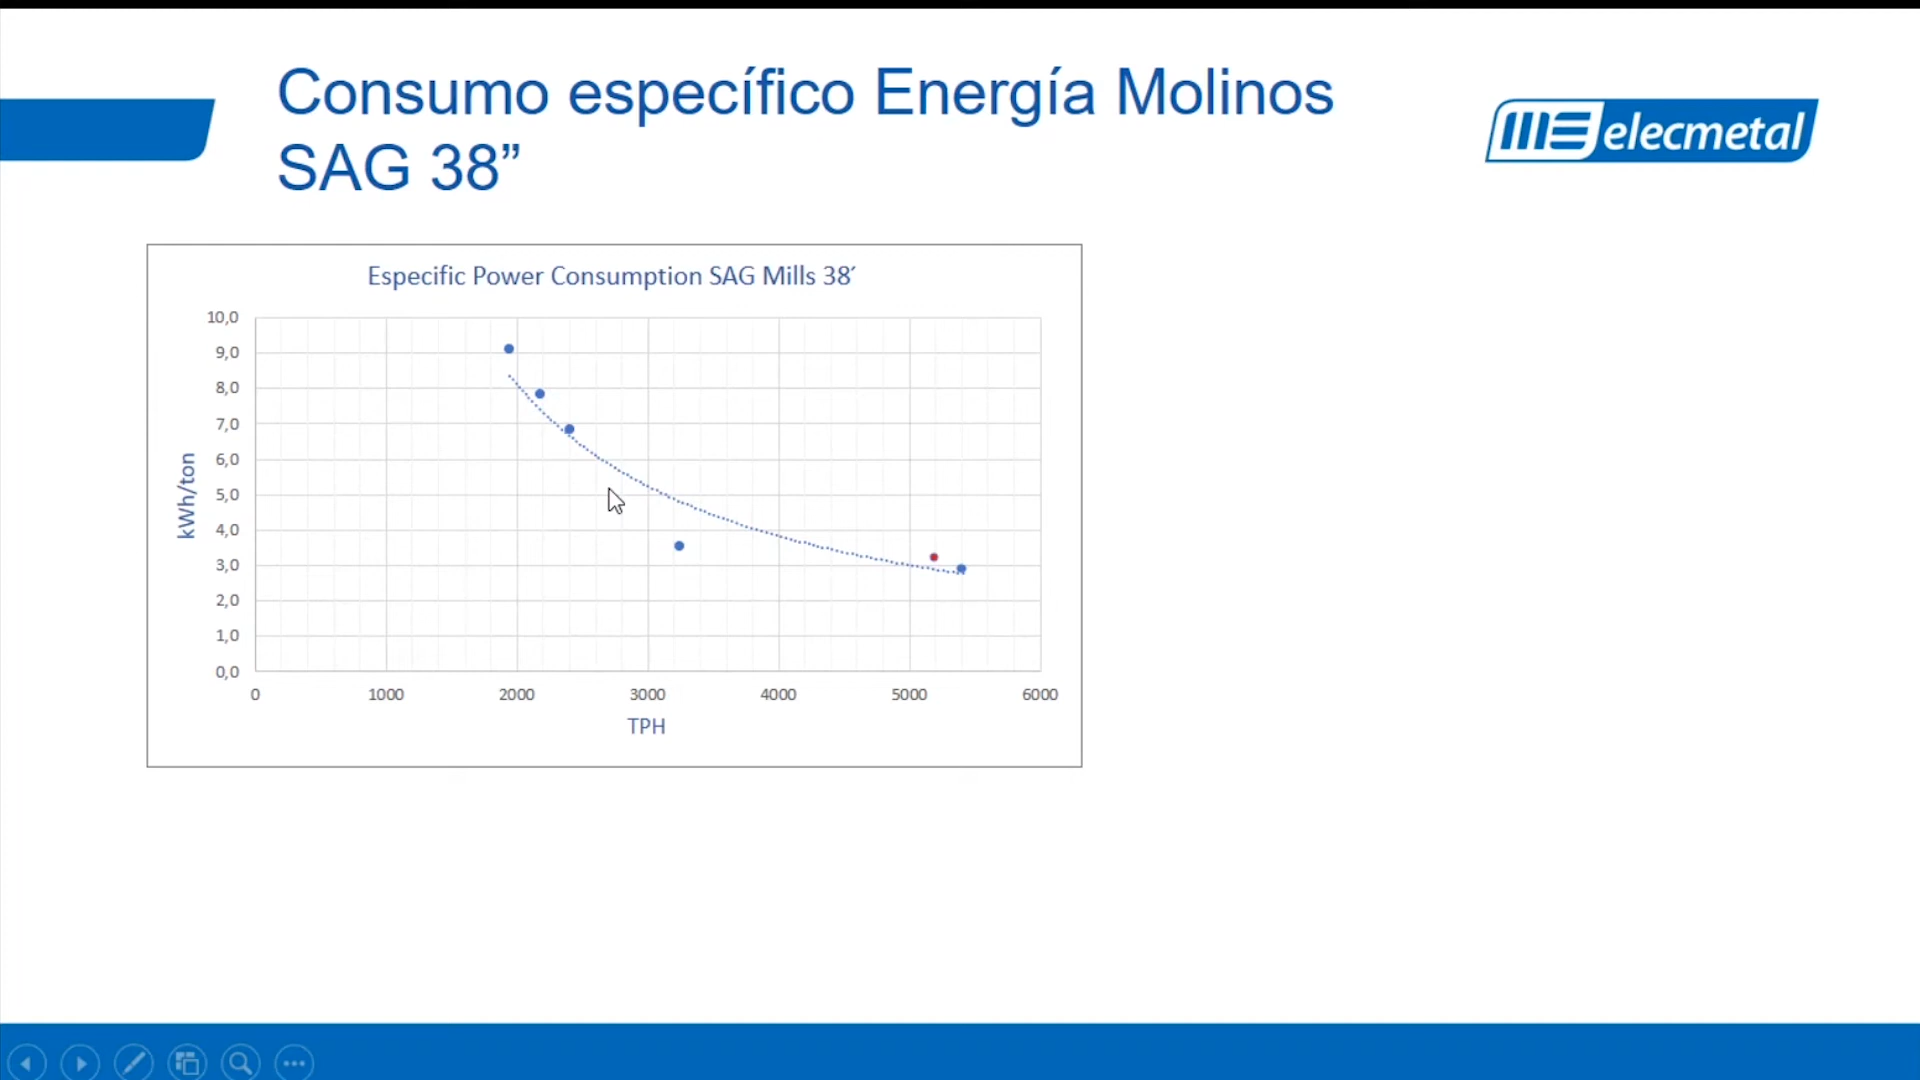 Consumo específico Energía Molinos
SAG 38”
ME elecmetal
Especific Power Consumption SAG Mills 38´
10,0
9,0
8,0
7,0
6,0
5,0
4,0
3,0
2,0
1,0
0,0
kWh/ton
0 1000 2000 3000 4000 5000 6000
TPH